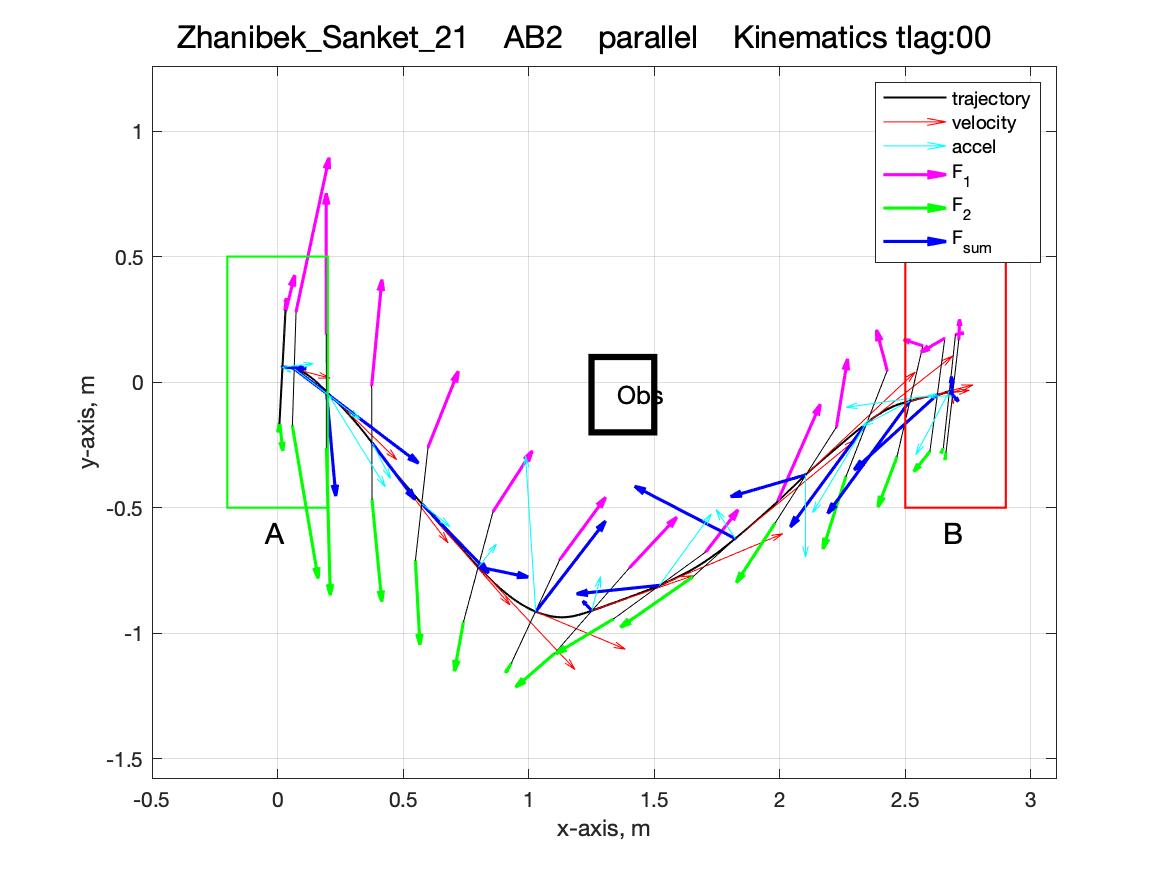 Zhanibek_Sanket_21 AB2 parallel Kinematics tlag:00
trajectory
velocity
accel
F1
F2
Fsum
1
0.5
0
-0.5
-1
-1.5
y-axis, m
Obs
A
B
-0.5 0 0.5 1 1.5 2 2.5 3
x-axis, m